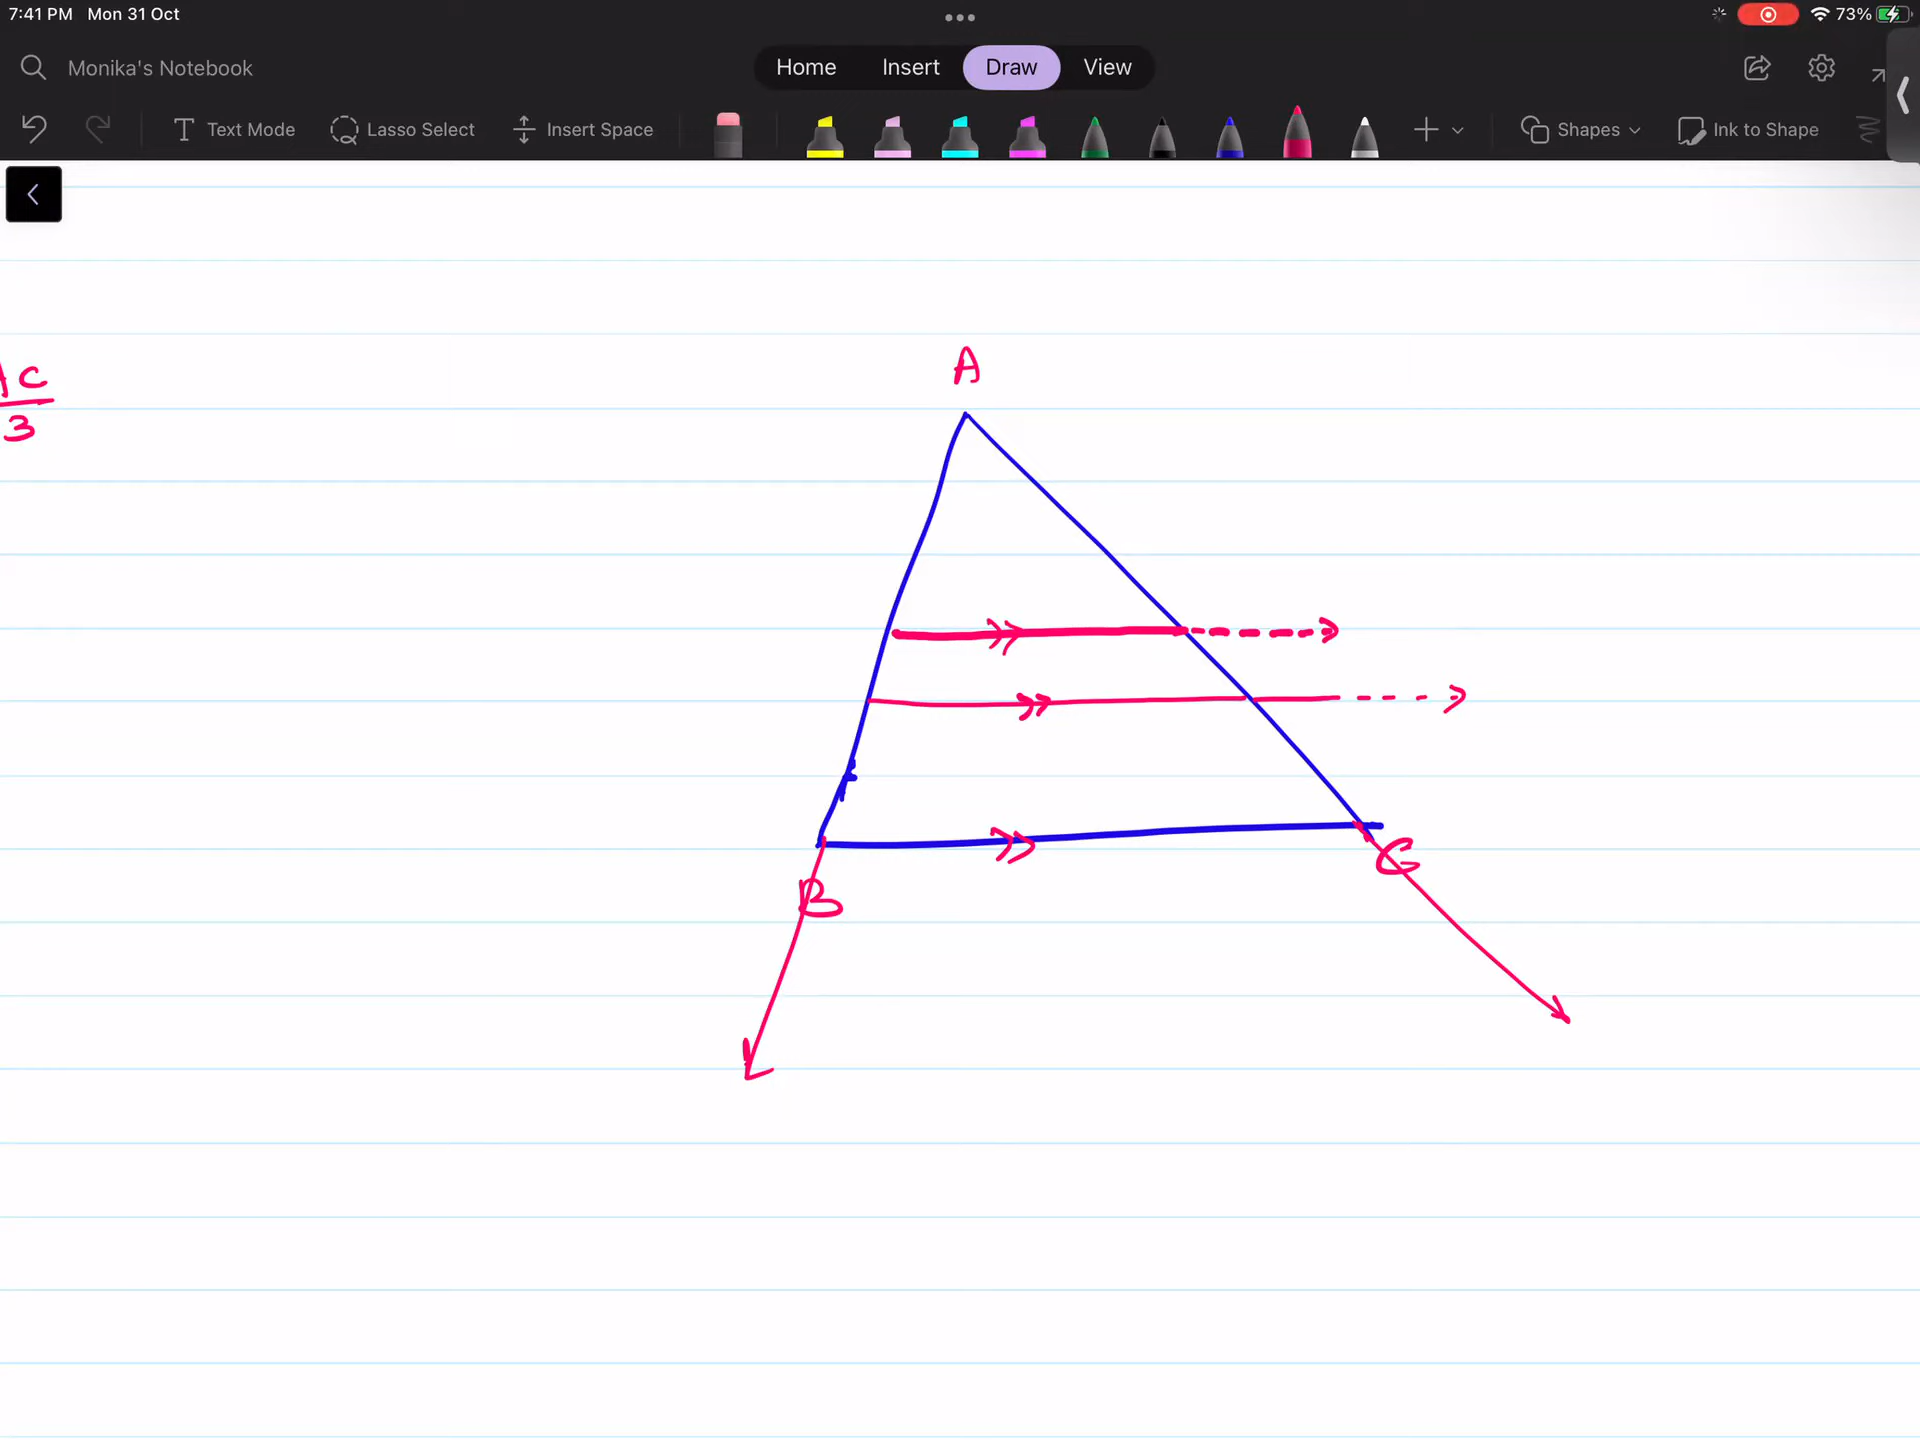 7:41 PM Mon 31 Oct
73%
Monika's Notebook
Home Insert Draw View
Text Mode Lasso Select Insert Space
Shapes Ink to Shape
A
AC
3
B
C